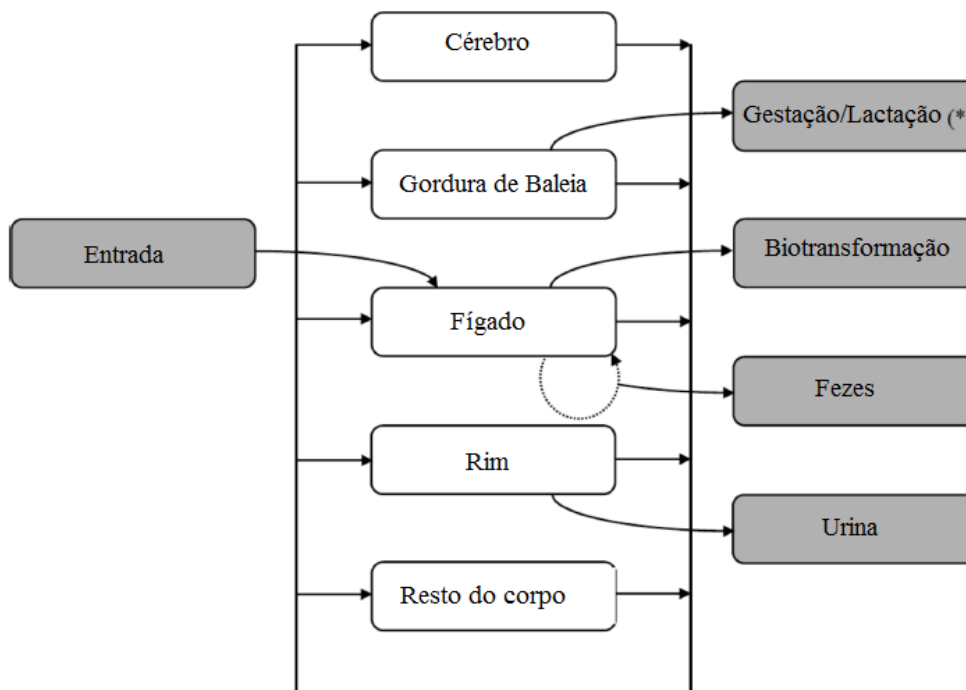 Cérebro
Gestação/Lactação (*
Gordura de Baleia
Entrada
Biotransformação
Fígado
Fezes
Rim
Urina
Resto do corpo